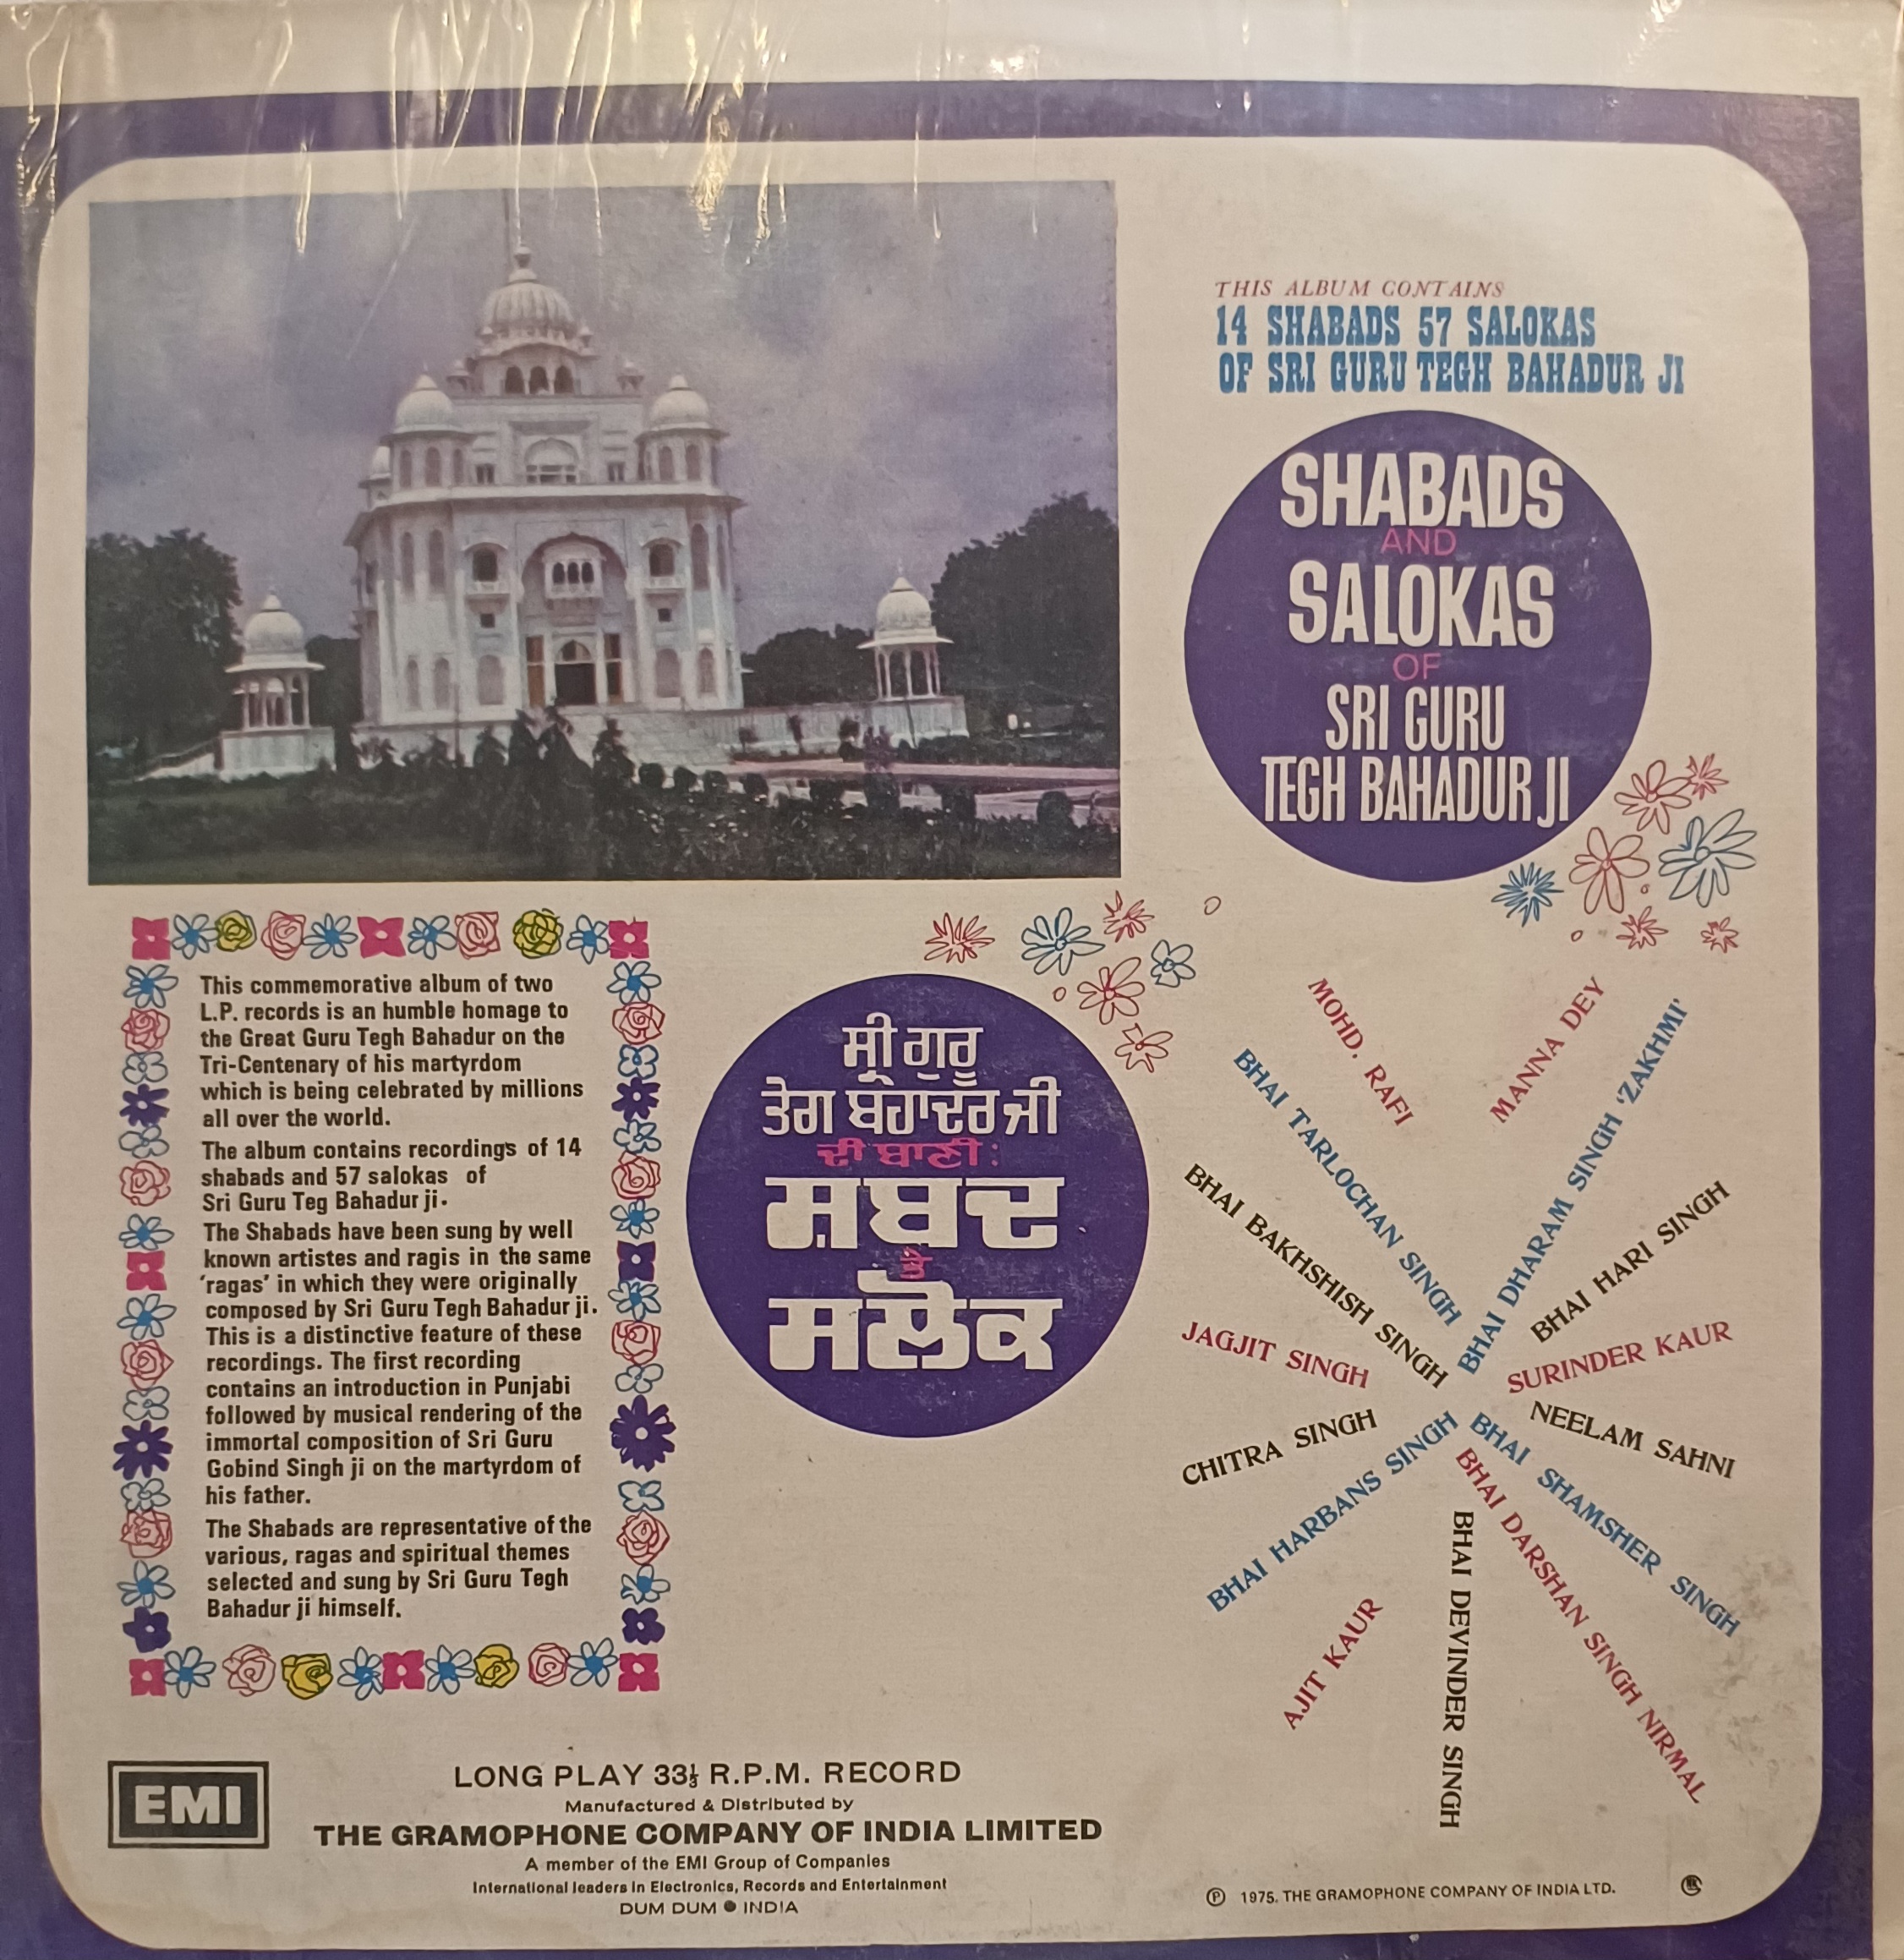 THIS ALBUM CONTAINS
14 SHABADS 57 SALOKAS
OF SRI GURU TEGH BAHADUR JI
SHABADS
AND
SALOKAS
OF
SRI GURU
TEGH BAHADUR JI
This commemorative album of two
L.P. records is an humble homage to
the Great Guru Tegh Bahadur on the
Tri-Centenary of his martyrdom
which is being celebrated by millions
all over the world.
The album contains recordings of 14
shabads and 57 salokas of
Sri Guru Teg Bahadur ji.
The Shabads have been sung by well
known artistes and ragis in the same
'ragas' in which they were originally
composed by Sri Guru Tegh Bahadur ji.
This is a distinctive feature of these
recordings. The first recording
contains an introduction in Punjabi
followed by musical rendering of the
immortal composition of Sri Guru
Gobind Singh ji on the martyrdom of
his father.
The Shabads are representative of the
various, ragas and spiritual themes
selected and sung by Sri Guru Tegh
Bahadur ji himself.
ਸ੍ਰੀ ਗੁਰੂ
ਤੇਗ ਬਹਾਦਰ ਜੀ
ਦੀ ਬਾਣੀ:
ਸ਼ਬਦ
ਤੇ
ਸਲੋਕ
MOHD. RAFI
MANNA DEY
BHAI TARLOCHAN SINGH
BHAI DHARAM SINGH 'ZAKHMI'
BHAI BAKHSHISH SINGH
BHAI HARI SINGH
JAGJIT SINGH
SURINDER KAUR
CHITRA SINGH
NEELAM SAHNI
BHAI HARBANS SINGH
BHAI SHAMSHER SINGH
AJIT KAUR
BHAI DEVINDER SINGH
BHAI DARSHAN SINGH NIRMAL
EMI
LONG PLAY 33⅓ R.P.M. RECORD
Manufactured & Distributed by
THE GRAMOPHONE COMPANY OF INDIA LIMITED
A member of the EMI Group of Companies
International leaders in Electronics, Records and Entertainment
DUM DUM ● INDIA
℗ 1975. THE GRAMOPHONE COMPANY OF INDIA LTD.